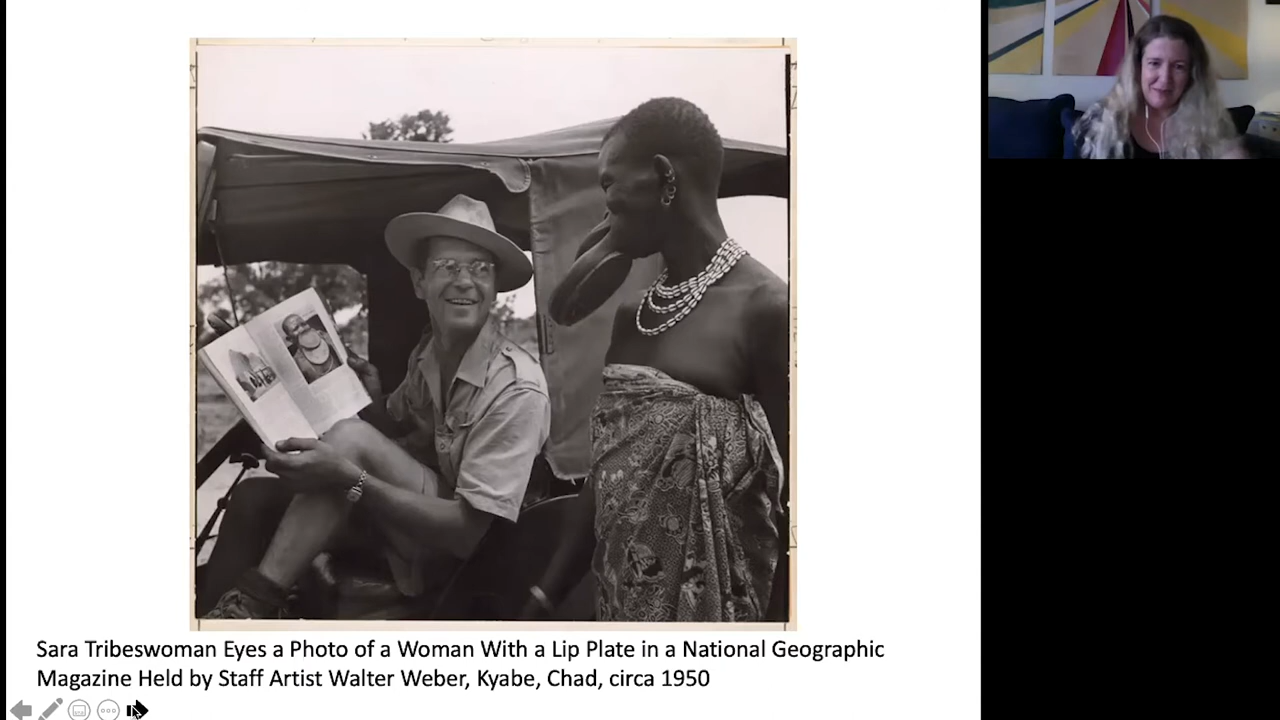 Sara Tribeswoman Eyes a Photo of a Woman With a Lip Plate in a National Geographic
Magazine Held by Staff Artist Walter Weber, Kyabe, Chad, circa 1950